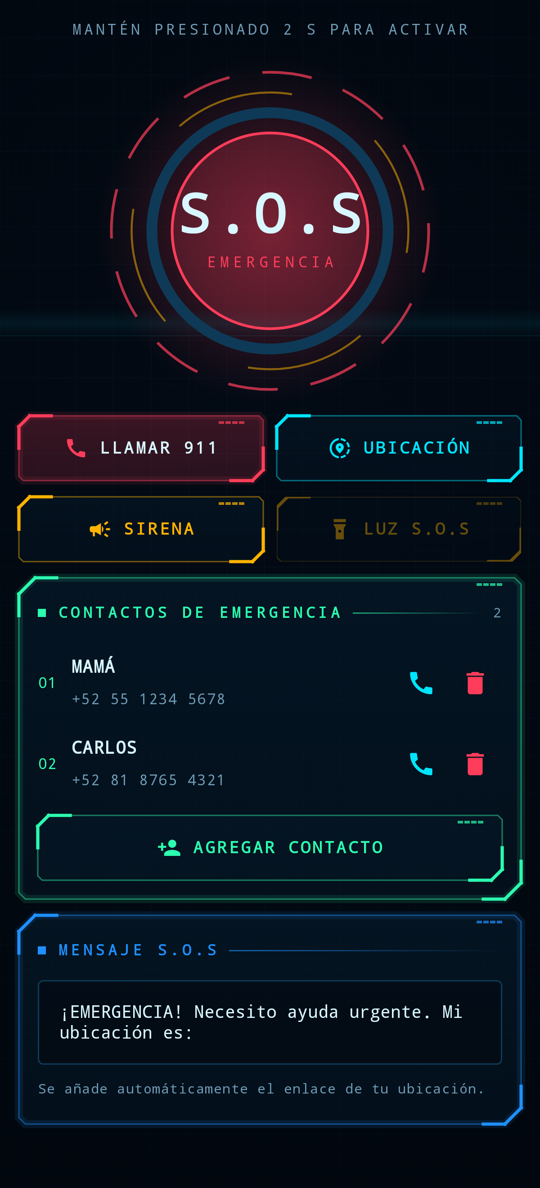 MANTÉN PRESIONADO 2 S PARA ACTIVAR
S.O.S
EMERGENCIA
LLAMAR 911
UBICACIÓN
SIRENA
LUZ S.O.S
CONTACTOS DE EMERGENCIA 2
01
MAMÁ
+52 55 1234 5678
02
CARLOS
+52 81 8765 4321
AGREGAR CONTACTO
MENSAJE S.O.S
¡EMERGENCIA! Necesito ayuda urgente. Mi
ubicación es:
Se añade automáticamente el enlace de tu ubicación.